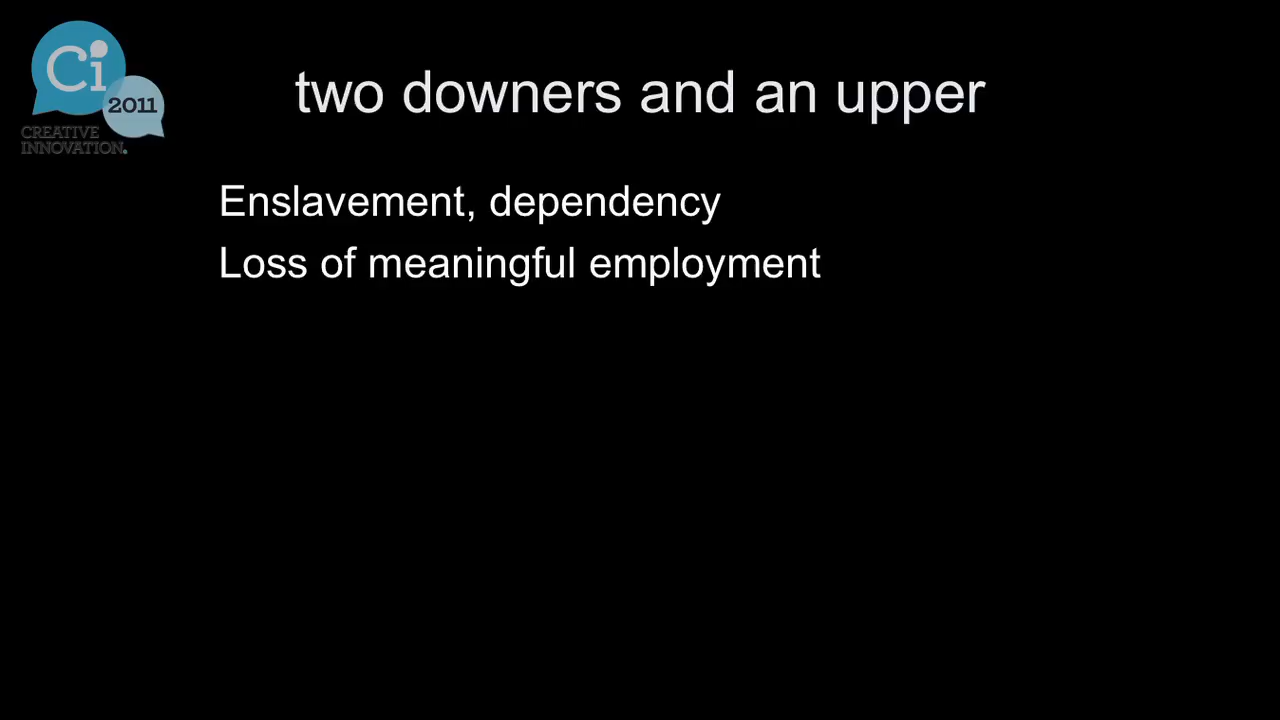 Ci
2011
CREATIVE
INNOVATION.
two downers and an upper
Enslavement, dependency
Loss of meaningful employment